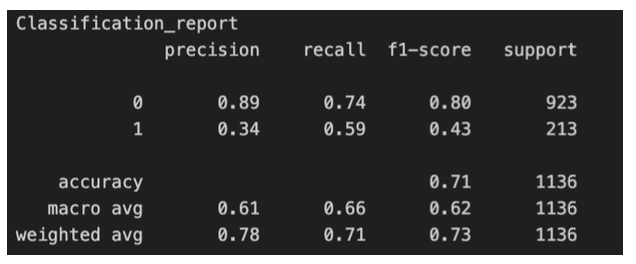 Classification_report
precision recall f1-score support
0 0.89 0.74 0.80 923
1 0.34 0.59 0.43 213
accuracy 0.71 1136
macro avg 0.61 0.66 0.62 1136
weighted avg 0.78 0.71 0.73 1136